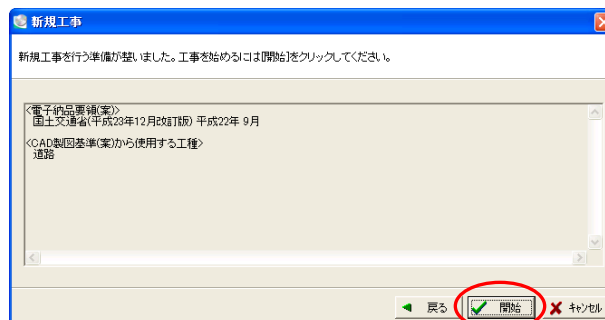 新規工事
新規工事を行う準備が整いました。工事を始めるには[開始]をクリックしてください。
<電子納品要領(案)>
国土交通省(平成23年12月改訂版) 平成22年 9月
<CAD製図基準(案)から使用する工種>
道路
戻る 開始 キャンセル